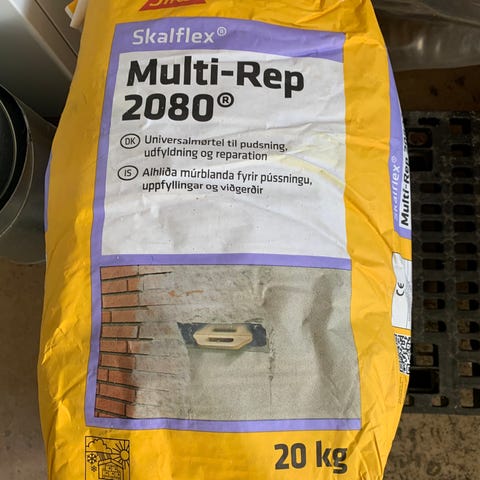 Skalflex®
Multi-Rep
2080®
DK Universalmørtel til pudsning,
udfyldning og reparation
IS Alhliða múrblanda fyrir pússningu,
uppfyllingar og viðgerðir
20 kg
Skalflex®
Multi-Rep
CE